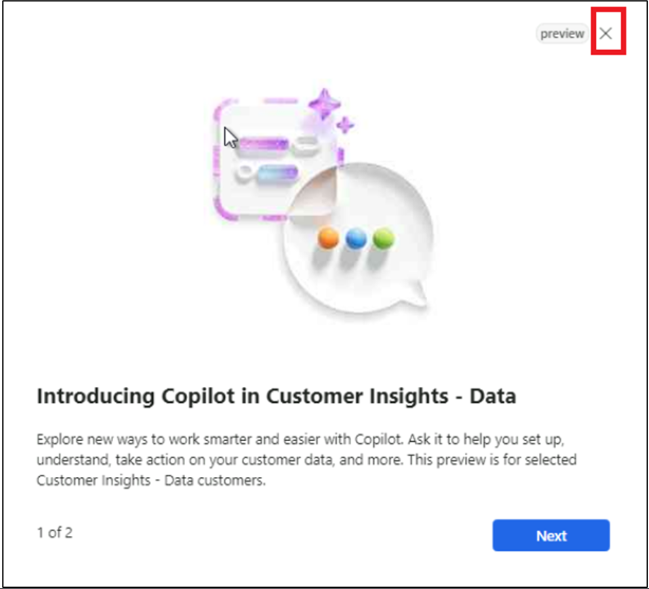 preview
Introducing Copilot in Customer Insights - Data
Explore new ways to work smarter and easier with Copilot. Ask it to help you set up,
understand, take action on your customer data, and more. This preview is for selected
Customer Insights - Data customers.
1 of 2
Next